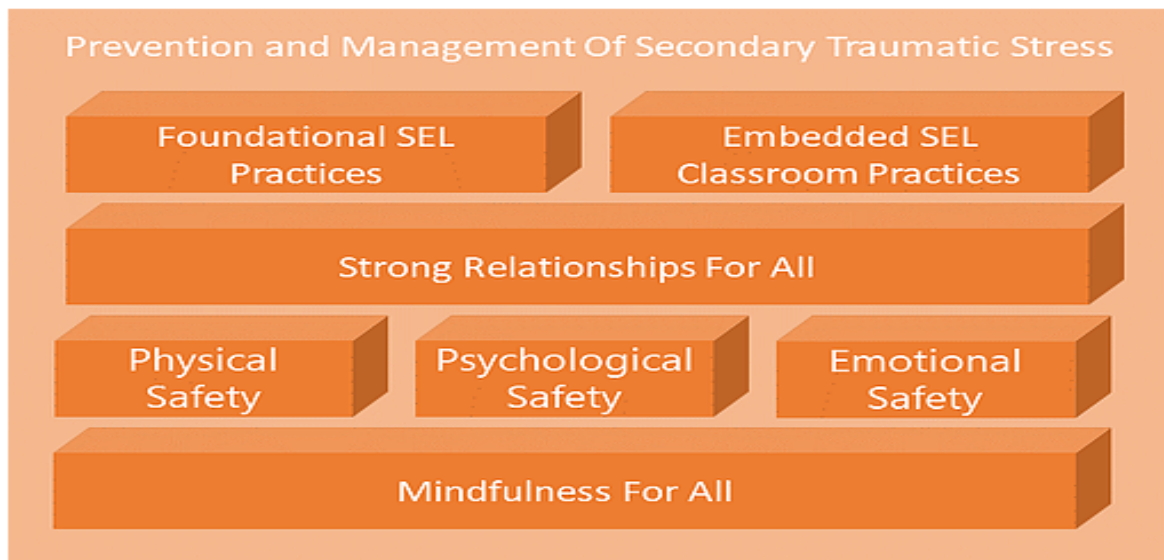 Prevention and Management Of Secondary Traumatic Stress
Foundational SEL
Practices
Embedded SEL
Classroom Practices
Strong Relationships For All
Physical
Safety
Psychological
Safety
Emotional
Safety
Mindfulness For All